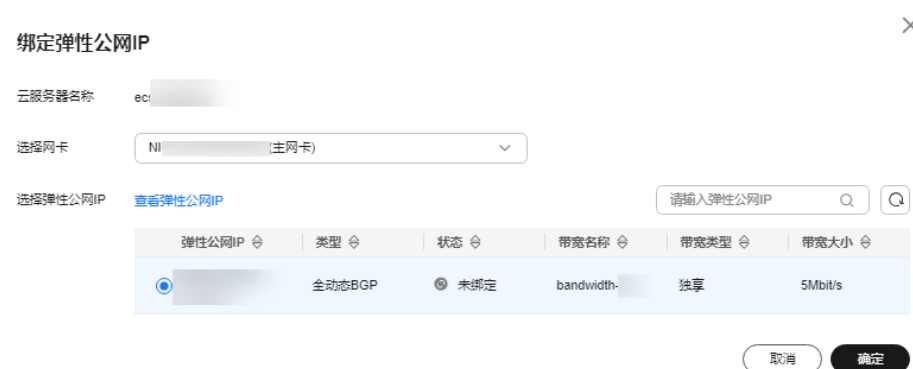 绑定弹性公网IP
云服务器名称 ecs
选择网卡 NI (主网卡)
选择弹性公网IP 查看弹性公网IP 请输入弹性公网IP
弹性公网IP 类型 状态 带宽名称 带宽类型 带宽大小
全动态BGP 未绑定 bandwidth- 独享 5Mbit/s
取消 确定